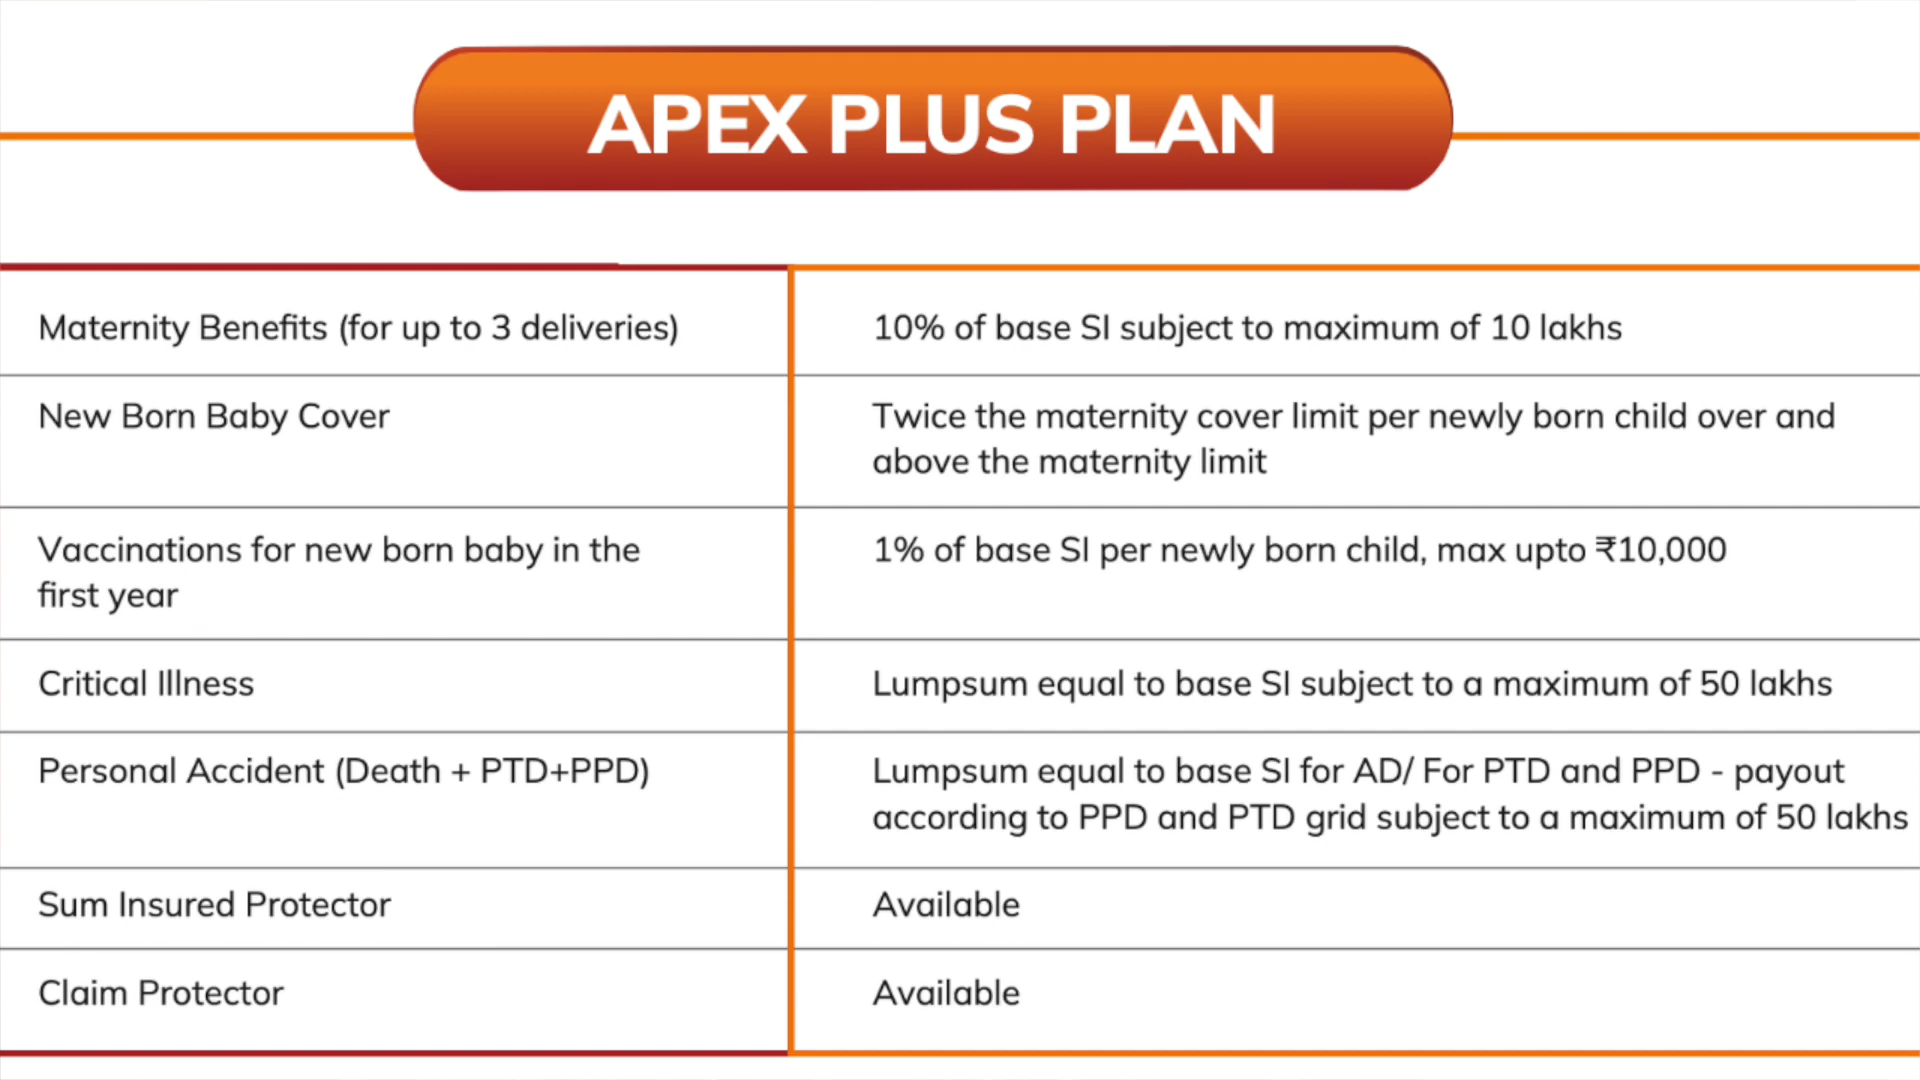 APEX PLUS PLAN
Maternity Benefits (for up to 3 deliveries)
10% of base SI subject to maximum of 10 lakhs
New Born Baby Cover
Twice the maternity cover limit per newly born child over and
above the maternity limit
Vaccinations for new born baby in the
first year
1% of base SI per newly born child, max upto ₹10,000
Critical Illness
Lumpsum equal to base SI subject to a maximum of 50 lakhs
Personal Accident (Death + PTD+PPD)
Lumpsum equal to base SI for AD/ For PTD and PPD - payout
according to PPD and PTD grid subject to a maximum of 50 lakhs
Sum Insured Protector
Available
Claim Protector
Available